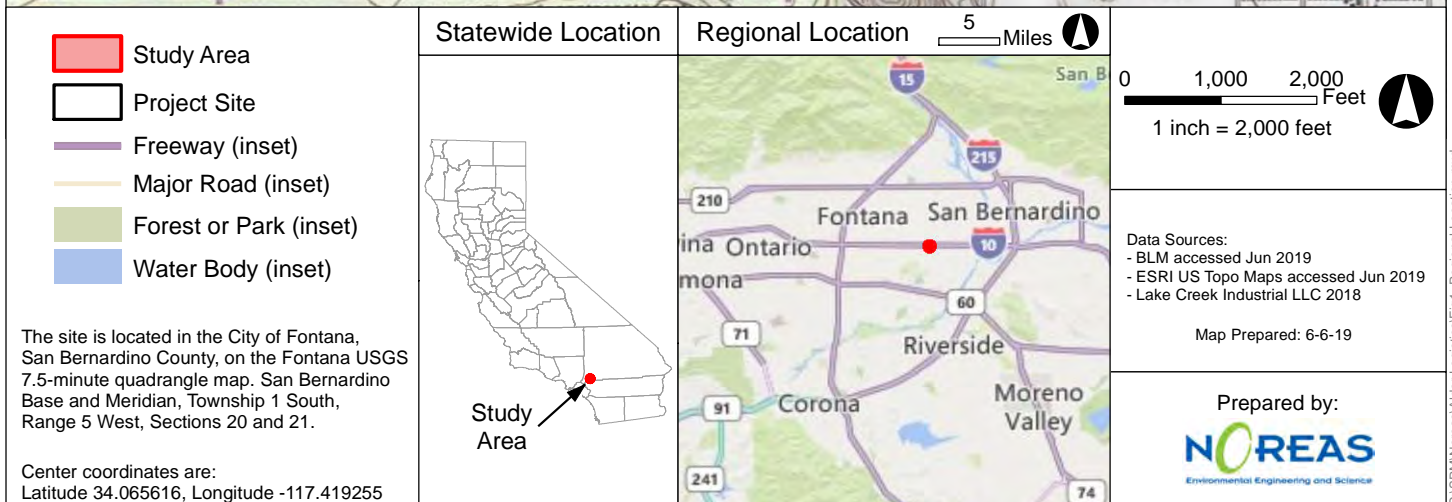 Study Area
Project Site
Freeway (inset)
Major Road (inset)
Forest or Park (inset)
Water Body (inset)
The site is located in the City of Fontana,
San Bernardino County, on the Fontana USGS
7.5-minute quadrangle map. San Bernardino
Base and Meridian, Township 1 South,
Range 5 West, Sections 20 and 21.
Center coordinates are:
Latitude 34.065616, Longitude -117.419255
Statewide Location
Study
Area
Regional Location
5
Miles
15
San B
215
210
Fontana
San Bernardino
ina
Ontario
10
mona
60
71
Riverside
Moreno
Valley
91
Corona
241
74
0 1,000 2,000
Feet
1 inch = 2,000 feet
Data Sources:
- BLM accessed Jun 2019
- ESRI US Topo Maps accessed Jun 2019
- Lake Creek Industrial LLC 2018
Map Prepared: 6-6-19
Prepared by:
NOREAS
Environmental Engineering and Science